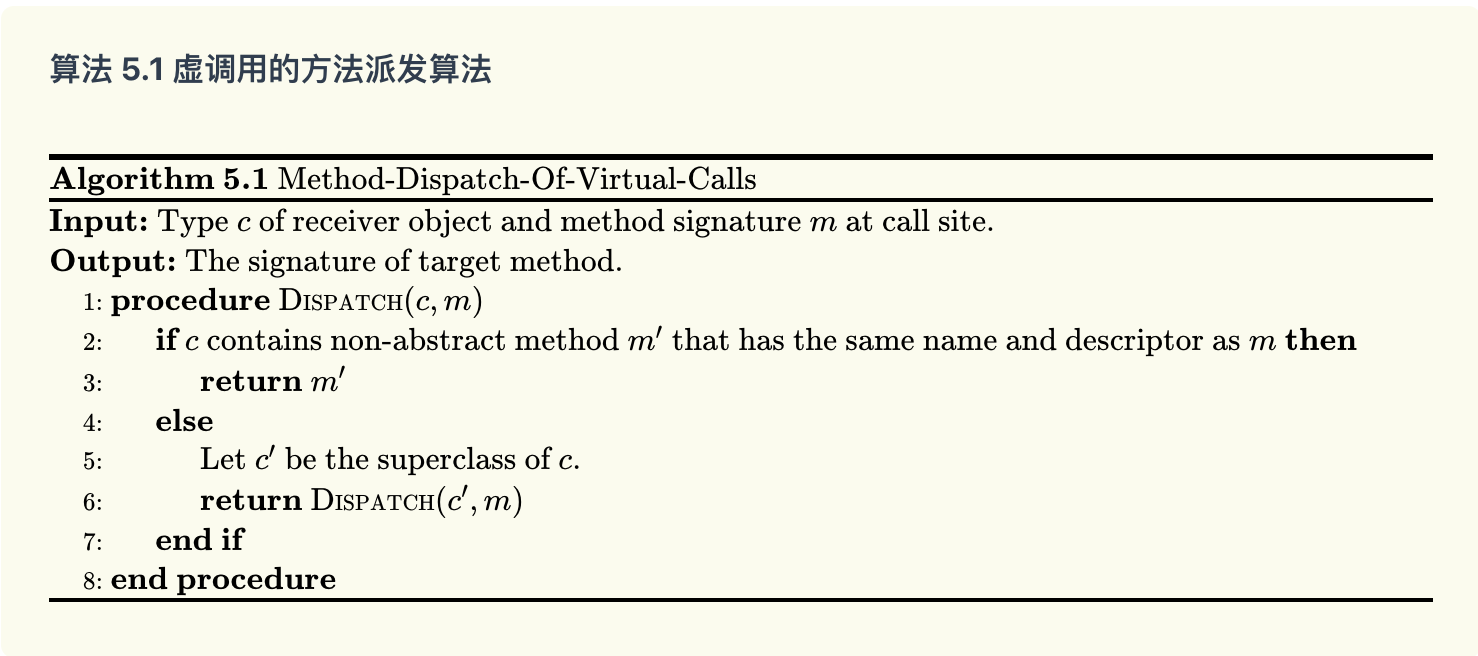 算法 5.1 虚调用的方法派发算法
Algorithm 5.1 Method-Dispatch-Of-Virtual-Calls
Input: Type c of receiver object and method signature m at call site.
Output: The signature of target method.
1: procedure DISPATCH(c, m)
2: if c contains non-abstract method m′ that has the same name and descriptor as m then
3: return m′
4: else
5: Let c′ be the superclass of c.
6: return DISPATCH(c′, m)
7: end if
8: end procedure